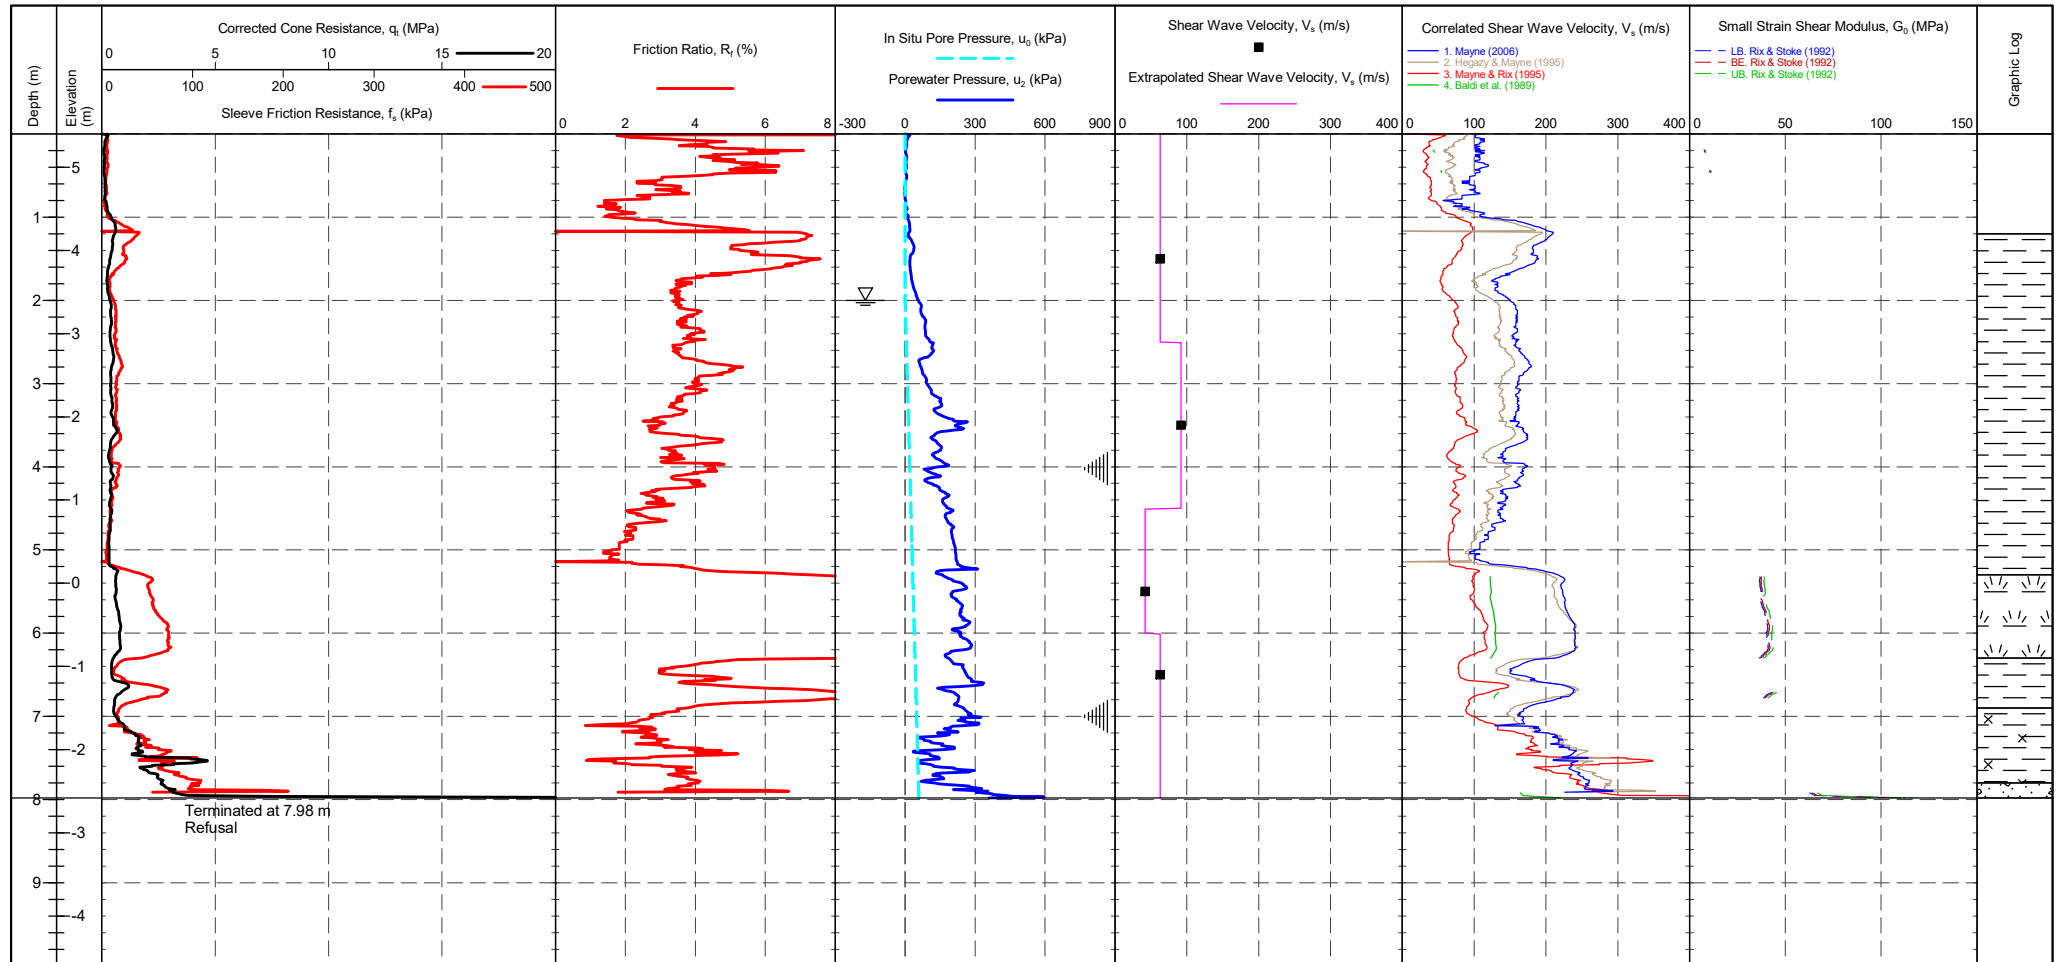 Depth (m)
Elevation (m)
Corrected Cone Resistance, qt (MPa)
0 5 10 15 20
0 100 200 300 400 500
Sleeve Friction Resistance, fs (kPa)
Friction Ratio, Rf (%)
0 2 4 6 8
In Situ Pore Pressure, u0 (kPa)
Porewater Pressure, u2 (kPa)
-300 0 300 600 900
Shear Wave Velocity, Vs (m/s)
Extrapolated Shear Wave Velocity, Vs (m/s)
0 100 200 300 400
Correlated Shear Wave Velocity, Vs (m/s)
1. Mayne (2006)
2. Hegazy & Mayne (1995)
3. Mayne & Rix (1995)
4. Baldi et al. (1989)
0 100 200 300 400
Small Strain Shear Modulus, G0 (MPa)
LB. Rix & Stoke (1992)
BE. Rix & Stoke (1992)
UB. Rix & Stoke (1992)
0 50 100 150
Graphic Log
5
1
4
2
3
3
2
4
1
5
0
6
-1
7
-2
8
Terminated at 7.98 m
Refusal
-3
9
-4